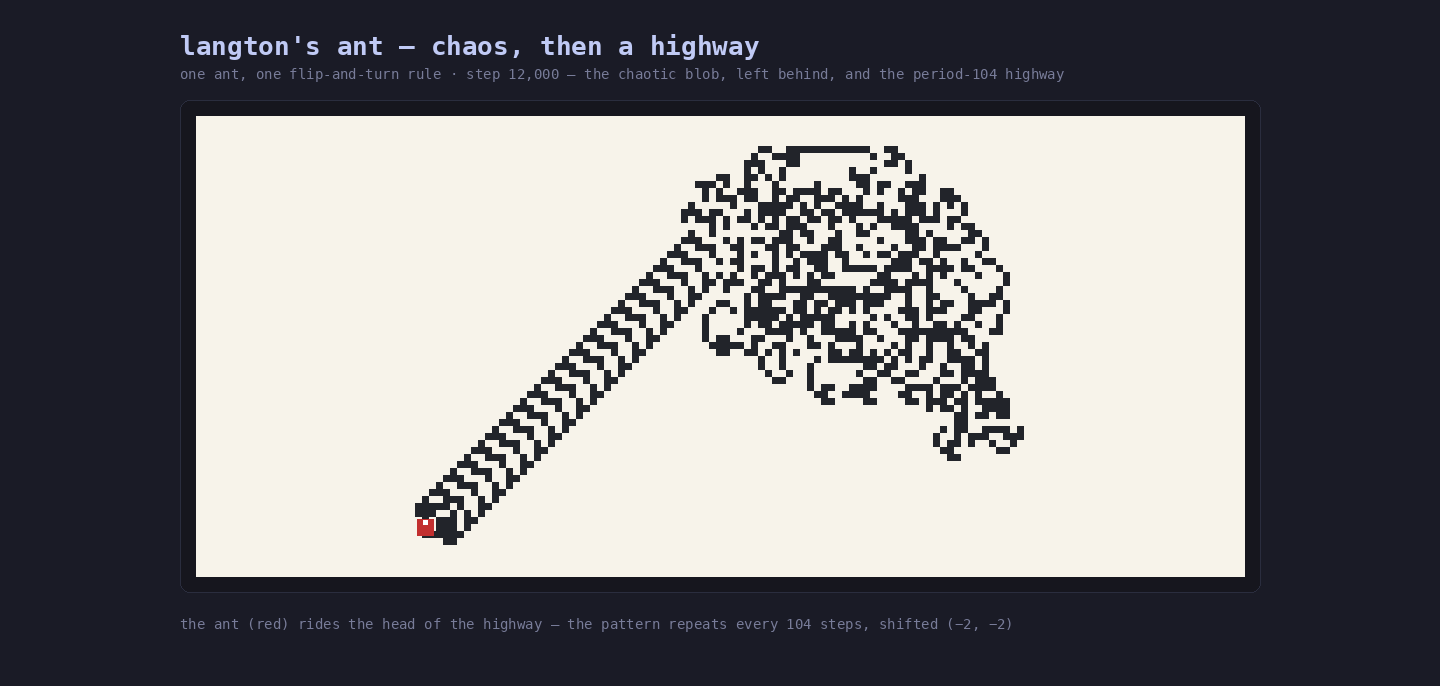 langton's ant — chaos, then a highway
one ant, one flip-and-turn rule · step 12,000 — the chaotic blob, left behind, and the period-104 highway
the ant (red) rides the head of the highway — the pattern repeats every 104 steps, shifted (−2, −2)